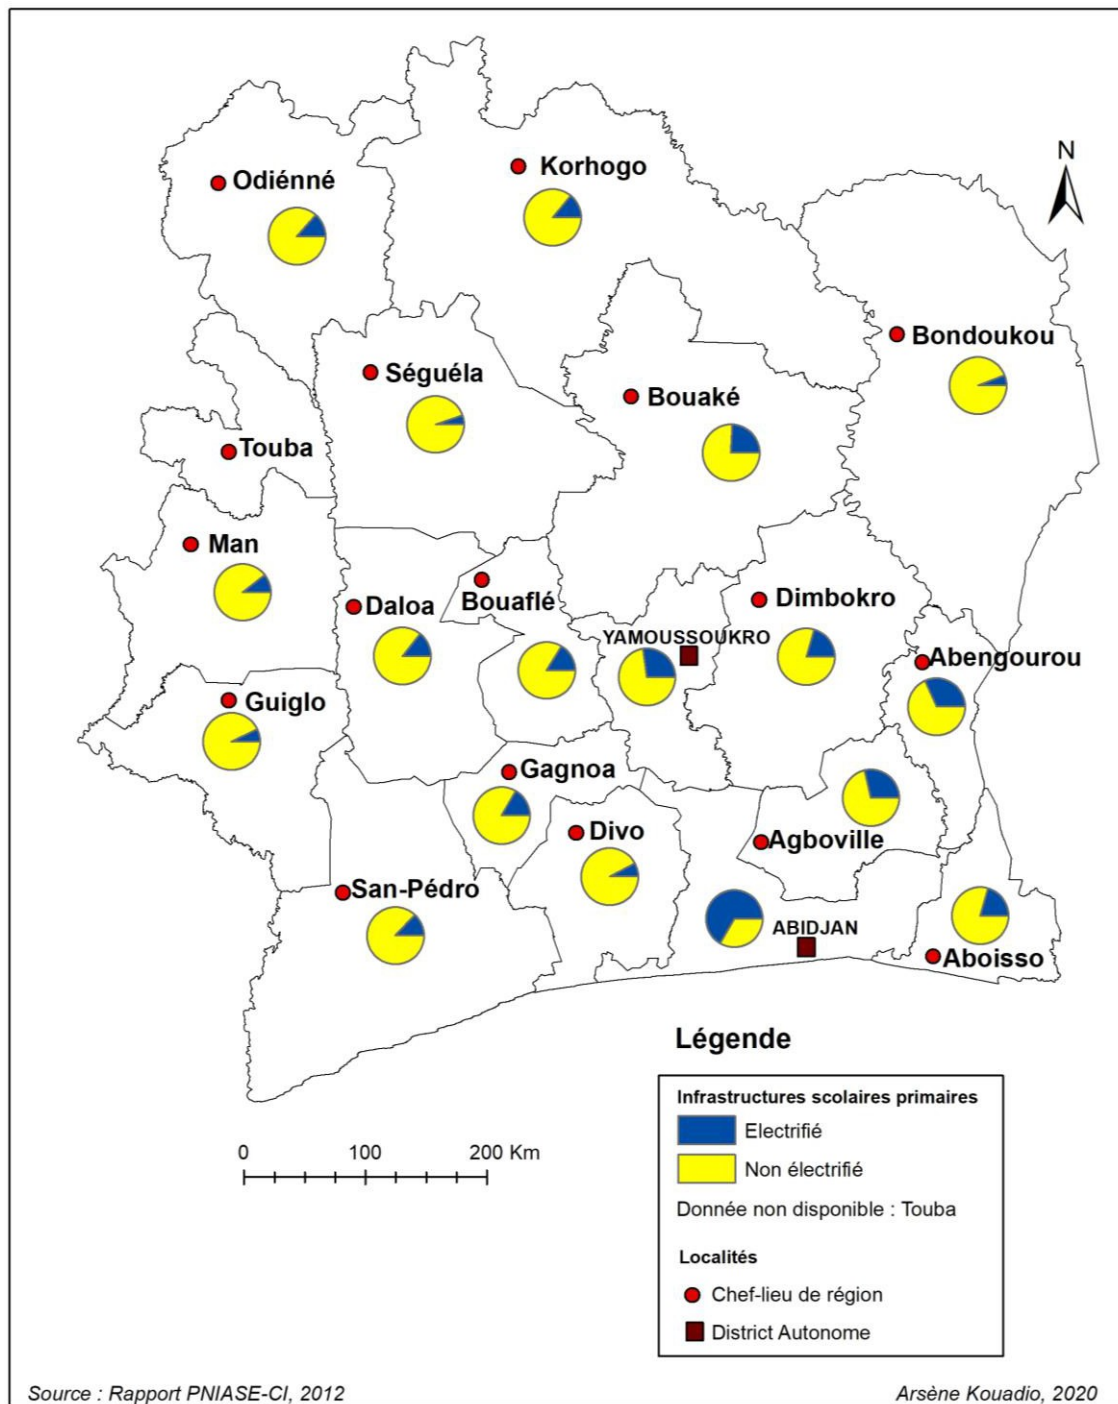 N
Korhogo
Odiénné
Bondoukou
Séguéla
Bouaké
Touba
Man
Bouaflé
Daloa
Dimbokro
YAMOUSSOUKRO
Abengourou
Guiglo
Gagnoa
Divo
Agboville
San-Pédro
ABIDJAN
Aboisso
Légende
Infrastructures scolaires primaires
Electrifié
Non électrifié
Donnée non disponible : Touba
Localités
Chef-lieu de région
District Autonome
0 100 200 Km
Source : Rapport PNIASE-CI, 2012
Arsène Kouadio, 2020